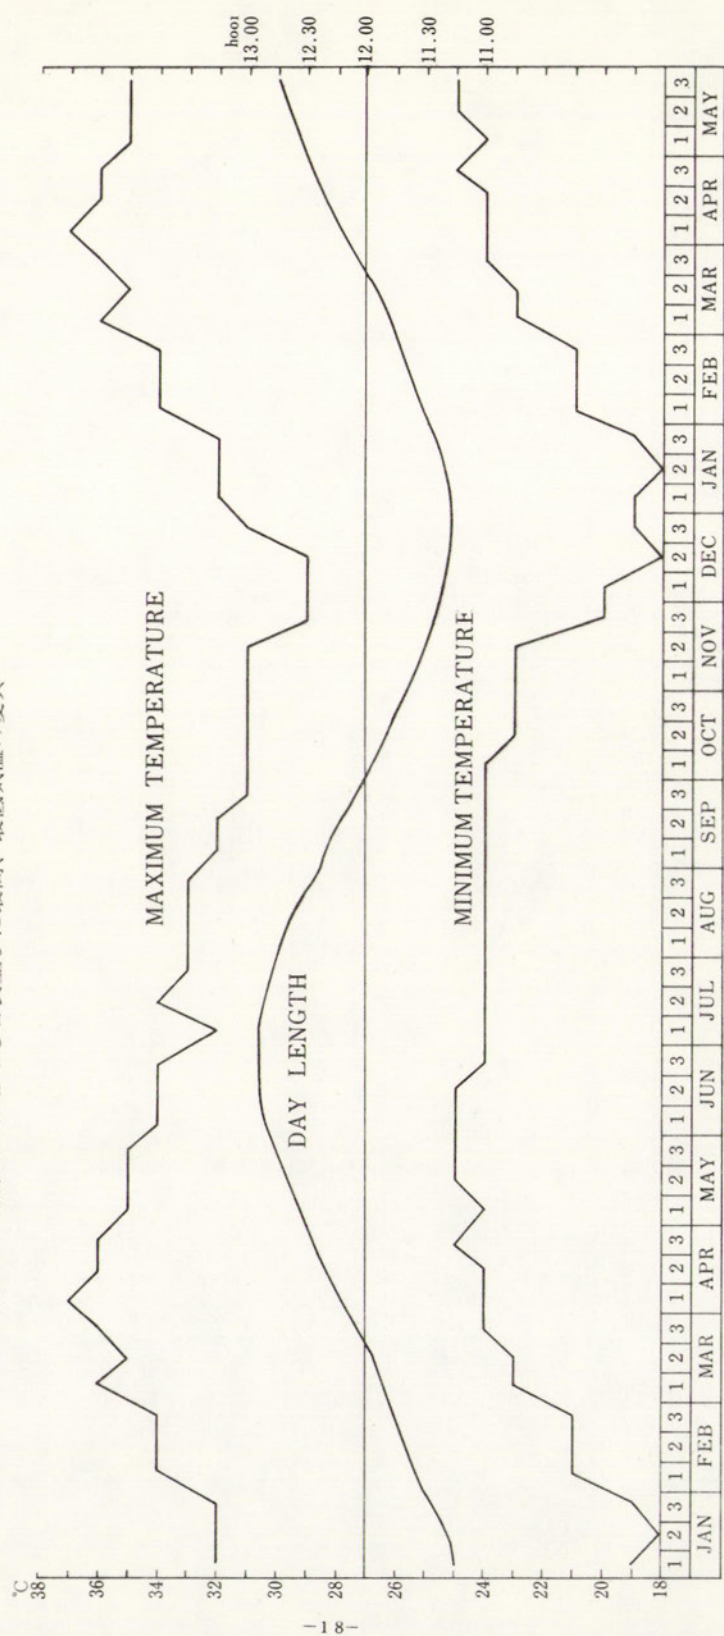 °C
38
36
34
32
30
28
26
24
22
20
18
13.00
12.30
12.00
11.30
11.00
MAXIMUM TEMPERATURE
DAY LENGTH
MINIMUM TEMPERATURE
1 2 3 1 2 3 1 2 3 1 2 3 1 2 3 1 2 3 1 2 3 1 2 3 1 2 3 1 2 3 1 2 3 1 2 3 1 2 3 1 2 3 1 2 3 1 2 3 1 2 3
JAN FEB MAR APR MAY JUN JUL AUG SEP OCT NOV DEC JAN FEB MAR APR MAY
-18-